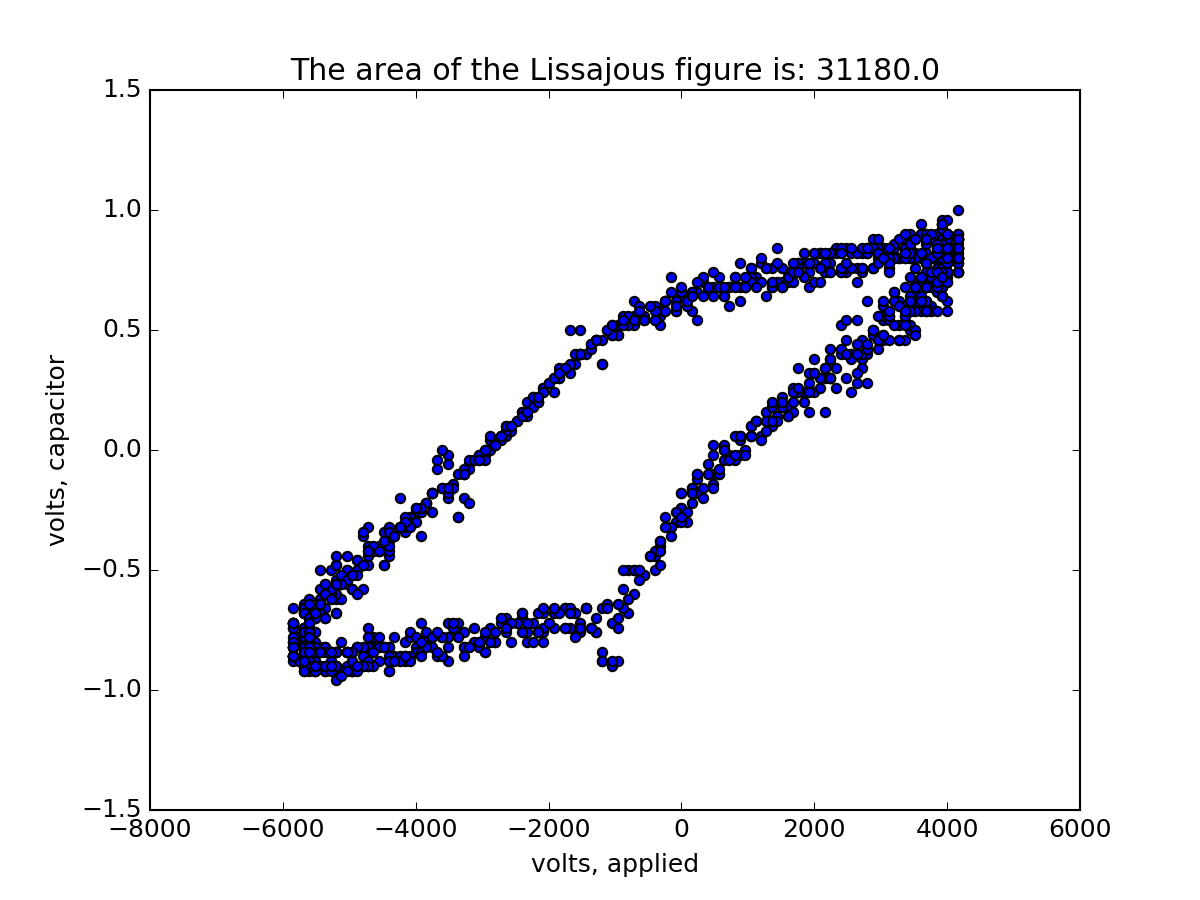 The area of the Lissajous figure is: 31180.0
1.5
1.0
0.5
0.0
−0.5
−1.0
−1.5
volts, capacitor
−8000 −6000 −4000 −2000 0 2000 4000 6000
volts, applied